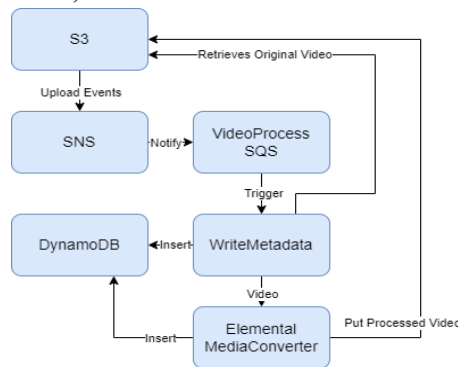 S3
Retrieves Original Video
Upload Events
SNS
Notify
VideoProcess
SQS
Trigger
DynamoDB
Insert
WriteMetadata
Video
Insert
Elemental
MediaConverter
Put Processed Video